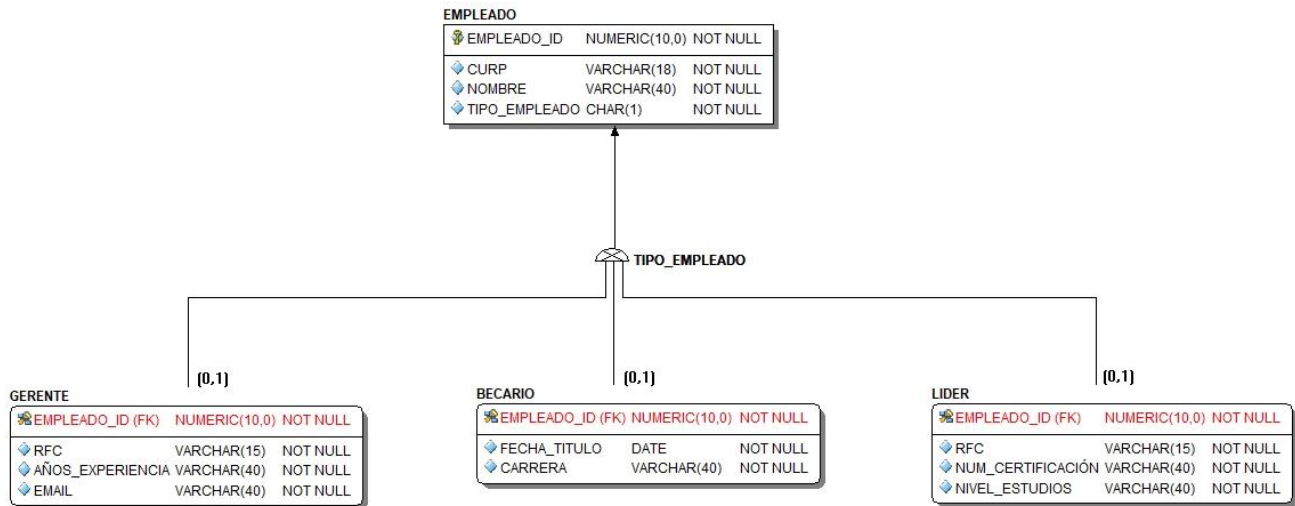 EMPLEADO
EMPLEADO_ID NUMERIC(10,0) NOT NULL
CURP VARCHAR(18) NOT NULL
NOMBRE VARCHAR(40) NOT NULL
TIPO_EMPLEADO CHAR(1) NOT NULL
TIPO_EMPLEADO
(0,1)
GERENTE
EMPLEADO_ID (FK) NUMERIC(10,0) NOT NULL
RFC VARCHAR(15) NOT NULL
AÑOS_EXPERIENCIA VARCHAR(40) NOT NULL
EMAIL VARCHAR(40) NOT NULL
(0,1)
BECARIO
EMPLEADO_ID (FK) NUMERIC(10,0) NOT NULL
FECHA_TITULO DATE NOT NULL
CARRERA VARCHAR(40) NOT NULL
(0,1)
LIDER
EMPLEADO_ID (FK) NUMERIC(10,0) NOT NULL
RFC VARCHAR(15) NOT NULL
NUM_CERTIFICACIÓN VARCHAR(40) NOT NULL
NIVEL_ESTUDIOS VARCHAR(40) NOT NULL